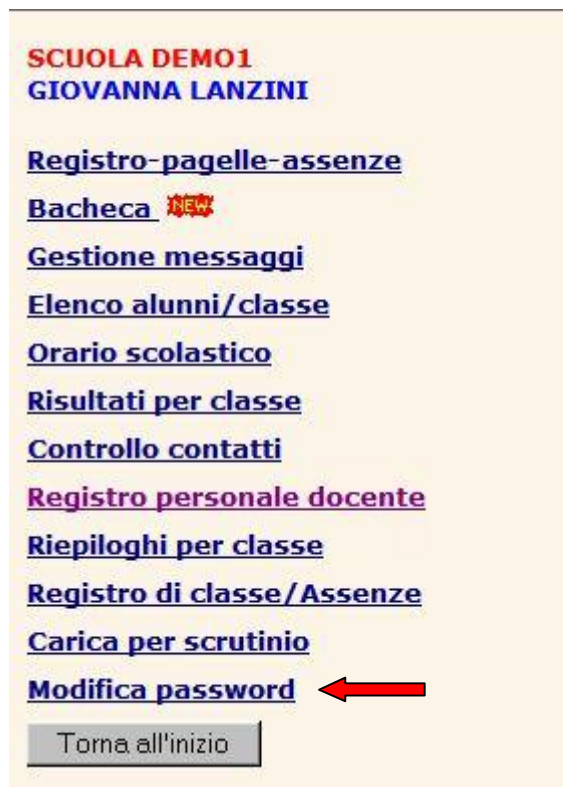 SCUOLA DEMO1
GIOVANNA LANZINI
Registro-pagelle-assenze
Bacheca NEW
Gestione messaggi
Elenco alunni/classe
Orario scolastico
Risultati per classe
Controllo contatti
Registro personale docente
Riepiloghi per classe
Registro di classe/Assenze
Carica per scrutinio
Modifica password
Torna all'inizio